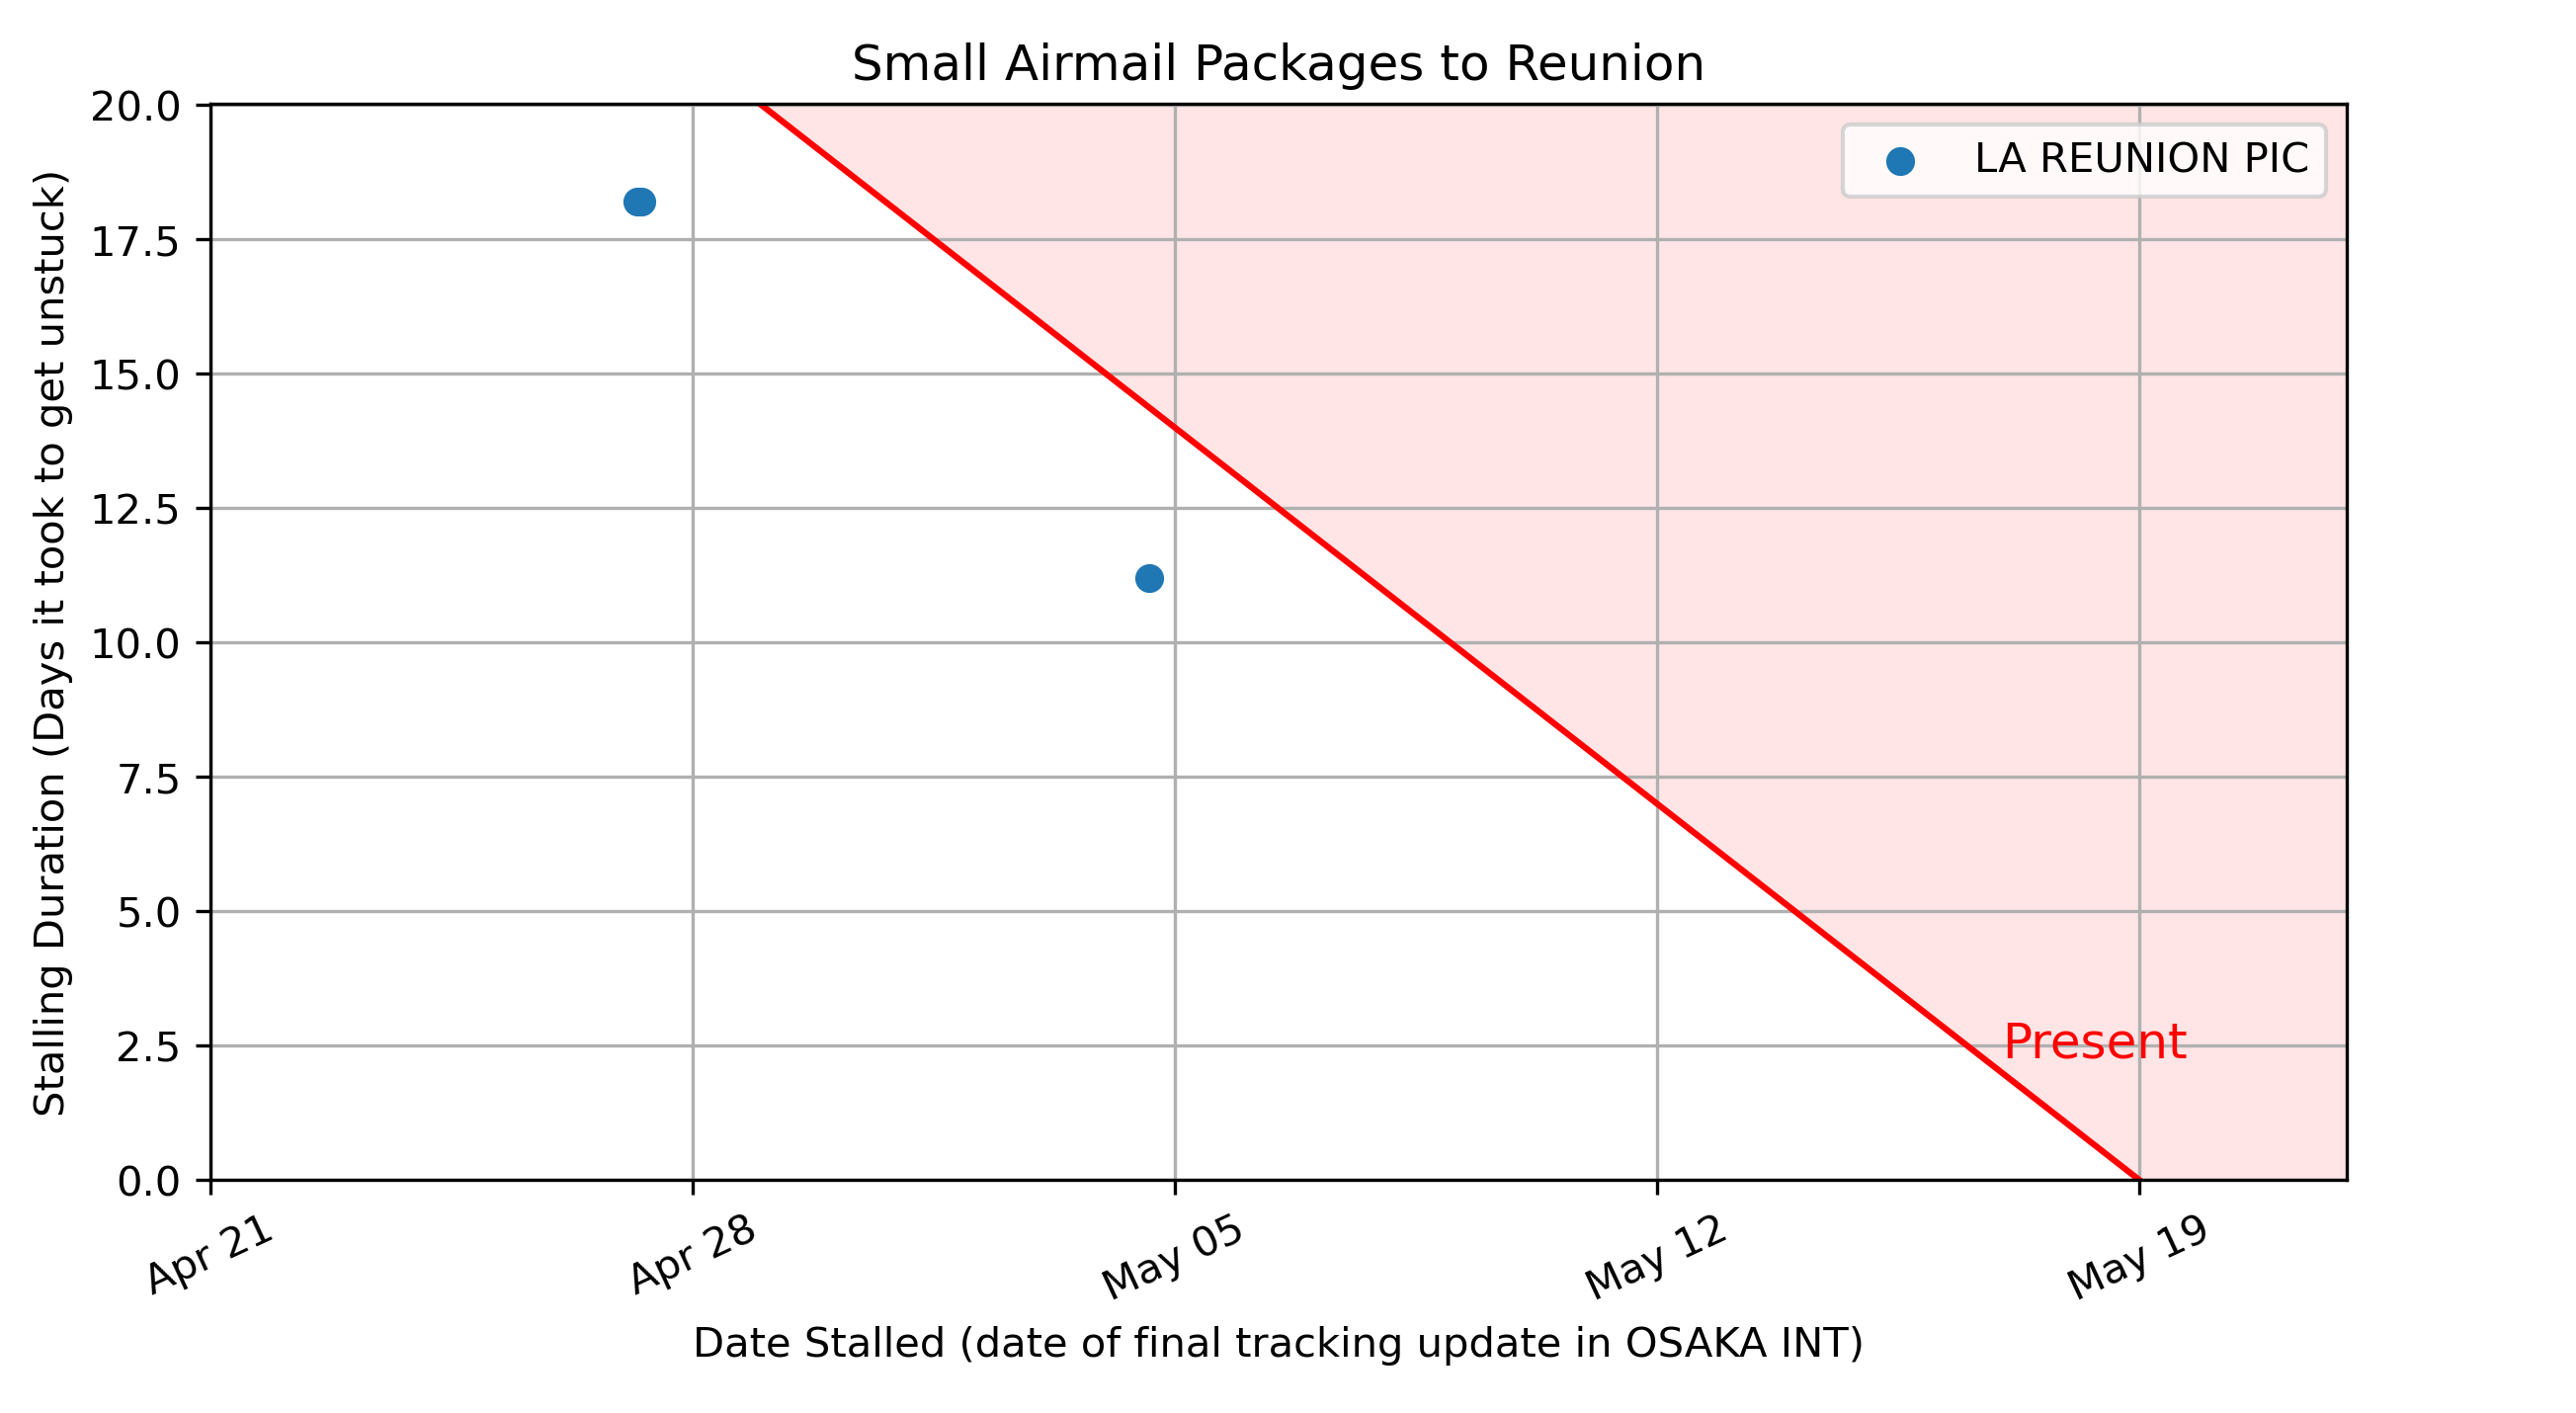 Small Airmail Packages to Reunion
LA REUNION PIC
Stalling Duration (Days it took to get unstuck)
20.0
17.5
15.0
12.5
10.0
7.5
5.0
2.5
0.0
Present
Apr 21
Apr 28
May 05
May 12
May 19
Date Stalled (date of final tracking update in OSAKA INT)